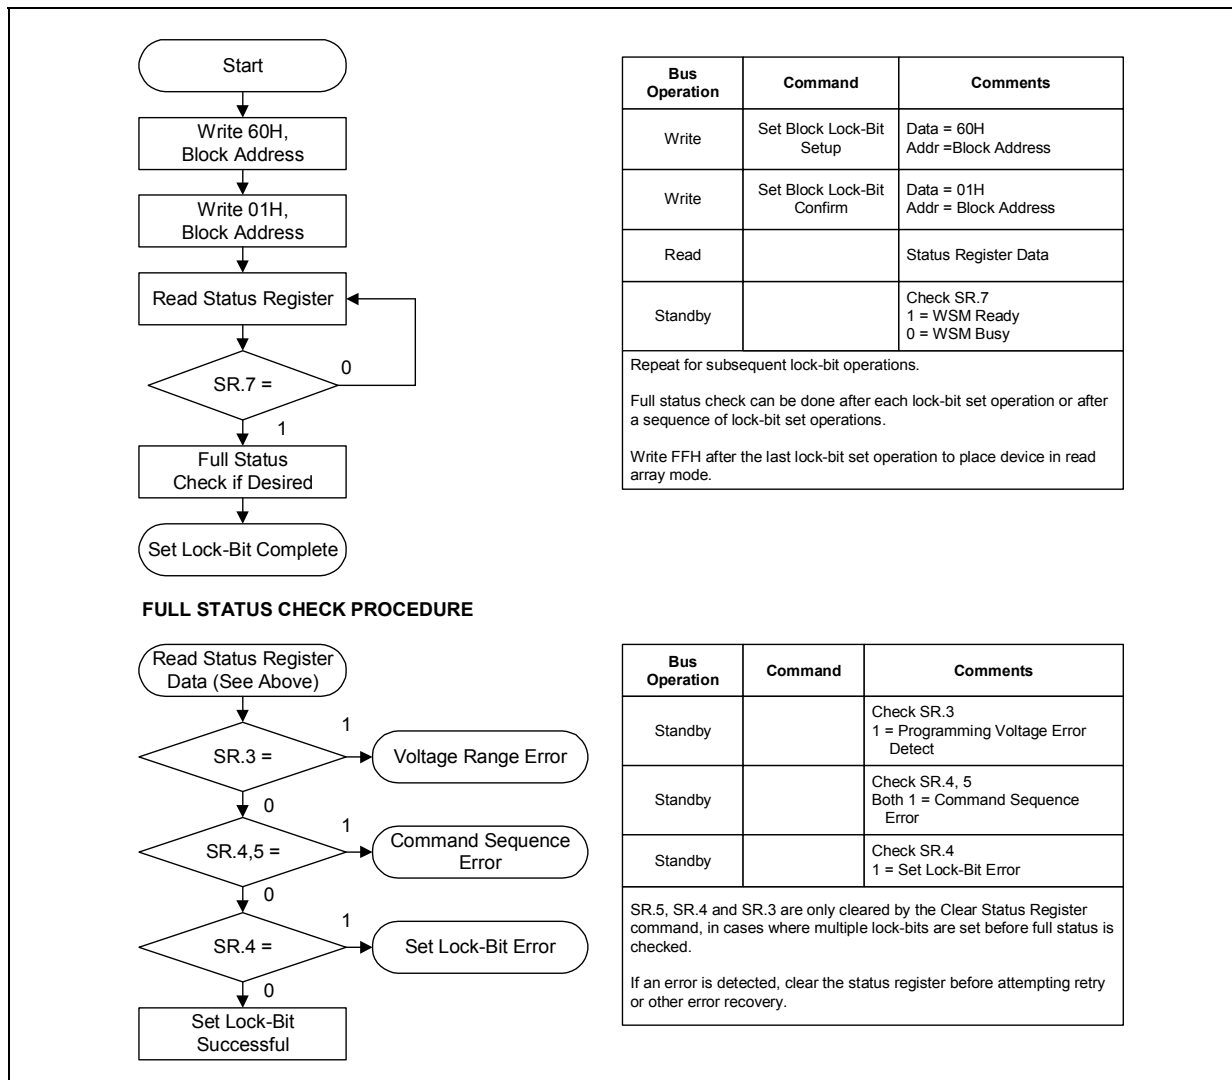 Start
Write 60H,
Block Address
Write 01H,
Block Address
Read Status Register
SR.7 =
0
1
Full Status
Check if Desired
Set Lock-Bit Complete
Bus
Operation
Command
Comments
Write
Set Block Lock-Bit
Setup
Data = 60H
Addr =Block Address
Write
Set Block Lock-Bit
Confirm
Data = 01H
Addr = Block Address
Read
Status Register Data
Standby
Check SR.7
1 = WSM Ready
0 = WSM Busy
Repeat for subsequent lock-bit operations.
Full status check can be done after each lock-bit set operation or after
a sequence of lock-bit set operations.
Write FFH after the last lock-bit set operation to place device in read
array mode.
FULL STATUS CHECK PROCEDURE
Read Status Register
Data (See Above)
SR.3 =
1
Voltage Range Error
0
SR.4,5 =
1
Command Sequence
Error
0
SR.4 =
1
Set Lock-Bit Error
0
Set Lock-Bit
Successful
Bus
Operation
Command
Comments
Standby
Check SR.3
1 = Programming Voltage Error
Detect
Standby
Check SR.4, 5
Both 1 = Command Sequence
Error
Standby
Check SR.4
1 = Set Lock-Bit Error
SR.5, SR.4 and SR.3 are only cleared by the Clear Status Register
command, in cases where multiple lock-bits are set before full status is
checked.
If an error is detected, clear the status register before attempting retry
or other error recovery.